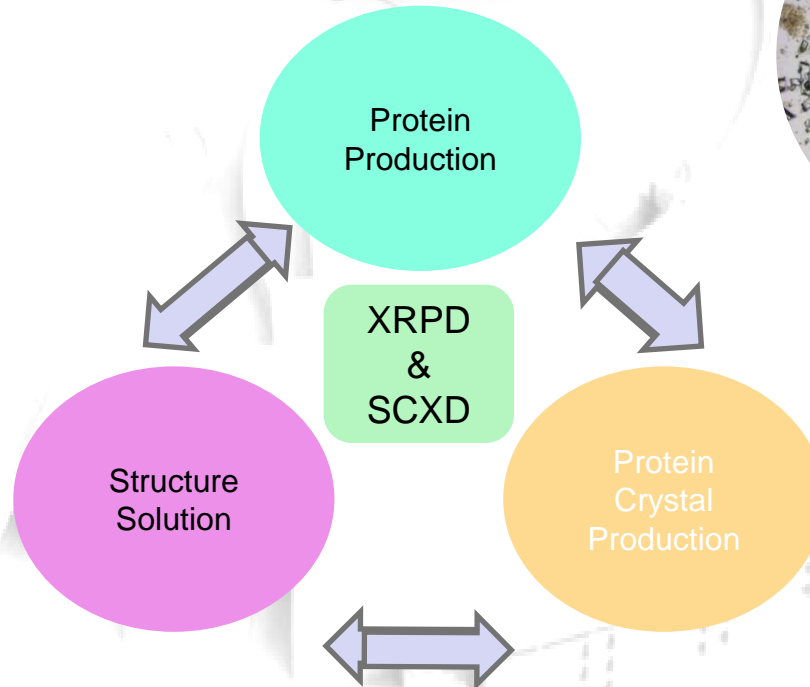 Protein
Production
XRPD
&
SCXD
Structure
Solution
Protein
Crystal
Production